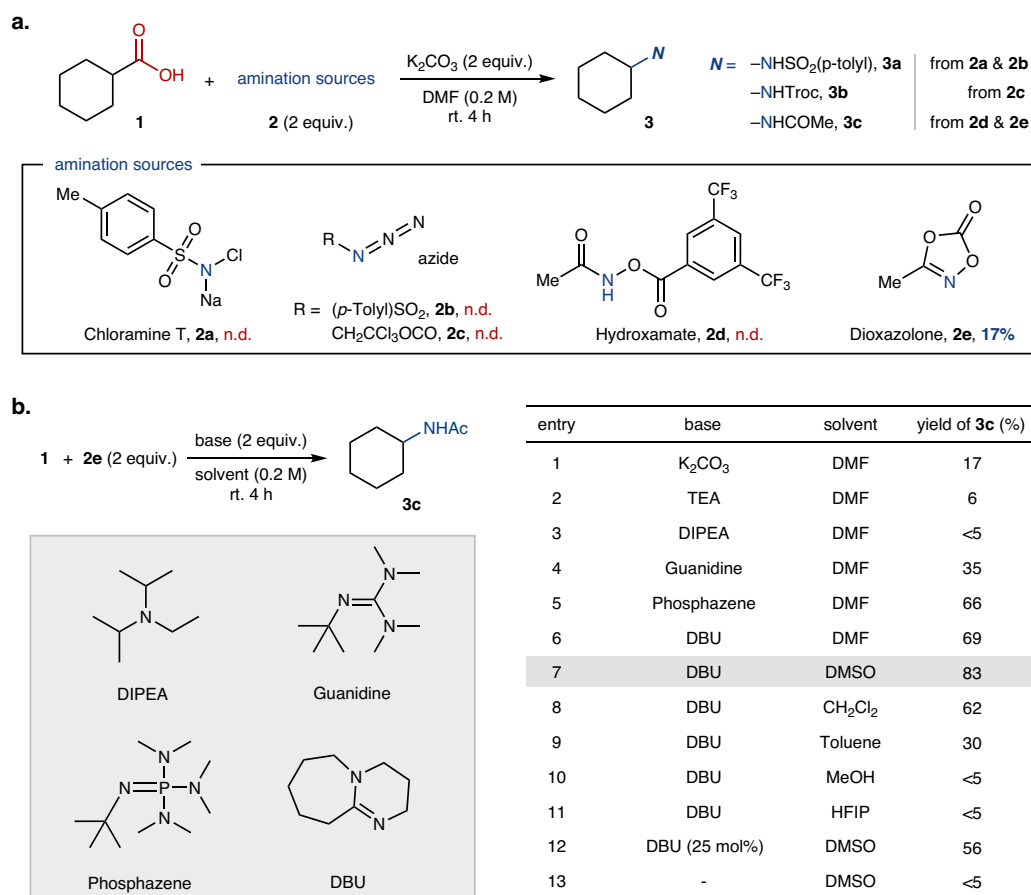 a.
O
OH
1
+
amination sources
2 (2 equiv.)
K2CO3 (2 equiv.)
DMF (0.2 M)
rt. 4 h
N
3
N =
–NHSO2(p-tolyl), 3a
from 2a & 2b
–NHTroc, 3b
from 2c
–NHCOMe, 3c
from 2d & 2e
amination sources
Me
O
S
O
N
Cl
Na
Chloramine T, 2a, n.d.
R
N
N
N
azide
R = (p-Tolyl)SO2, 2b, n.d.
CH2CCl3OCO, 2c, n.d.
O
Me
N
H
O
O
CF3
CF3
Hydroxamate, 2d, n.d.
O
O
O
Me
N
Dioxazolone, 2e, 17%
b.
1 + 2e (2 equiv.)
base (2 equiv.)
solvent (0.2 M)
rt. 4 h
NHAc
3c
N
DIPEA
N
N
N
Guanidine
N
N
P
N
N
Phosphazene
N
N
DBU
entry base solvent yield of 3c (%)
1 K2CO3 DMF 17
2 TEA DMF 6
3 DIPEA DMF <5
4 Guanidine DMF 35
5 Phosphazene DMF 66
6 DBU DMF 69
7 DBU DMSO 83
8 DBU CH2Cl2 62
9 DBU Toluene 30
10 DBU MeOH <5
11 DBU HFIP <5
12 DBU (25 mol%) DMSO 56
13 - DMSO <5